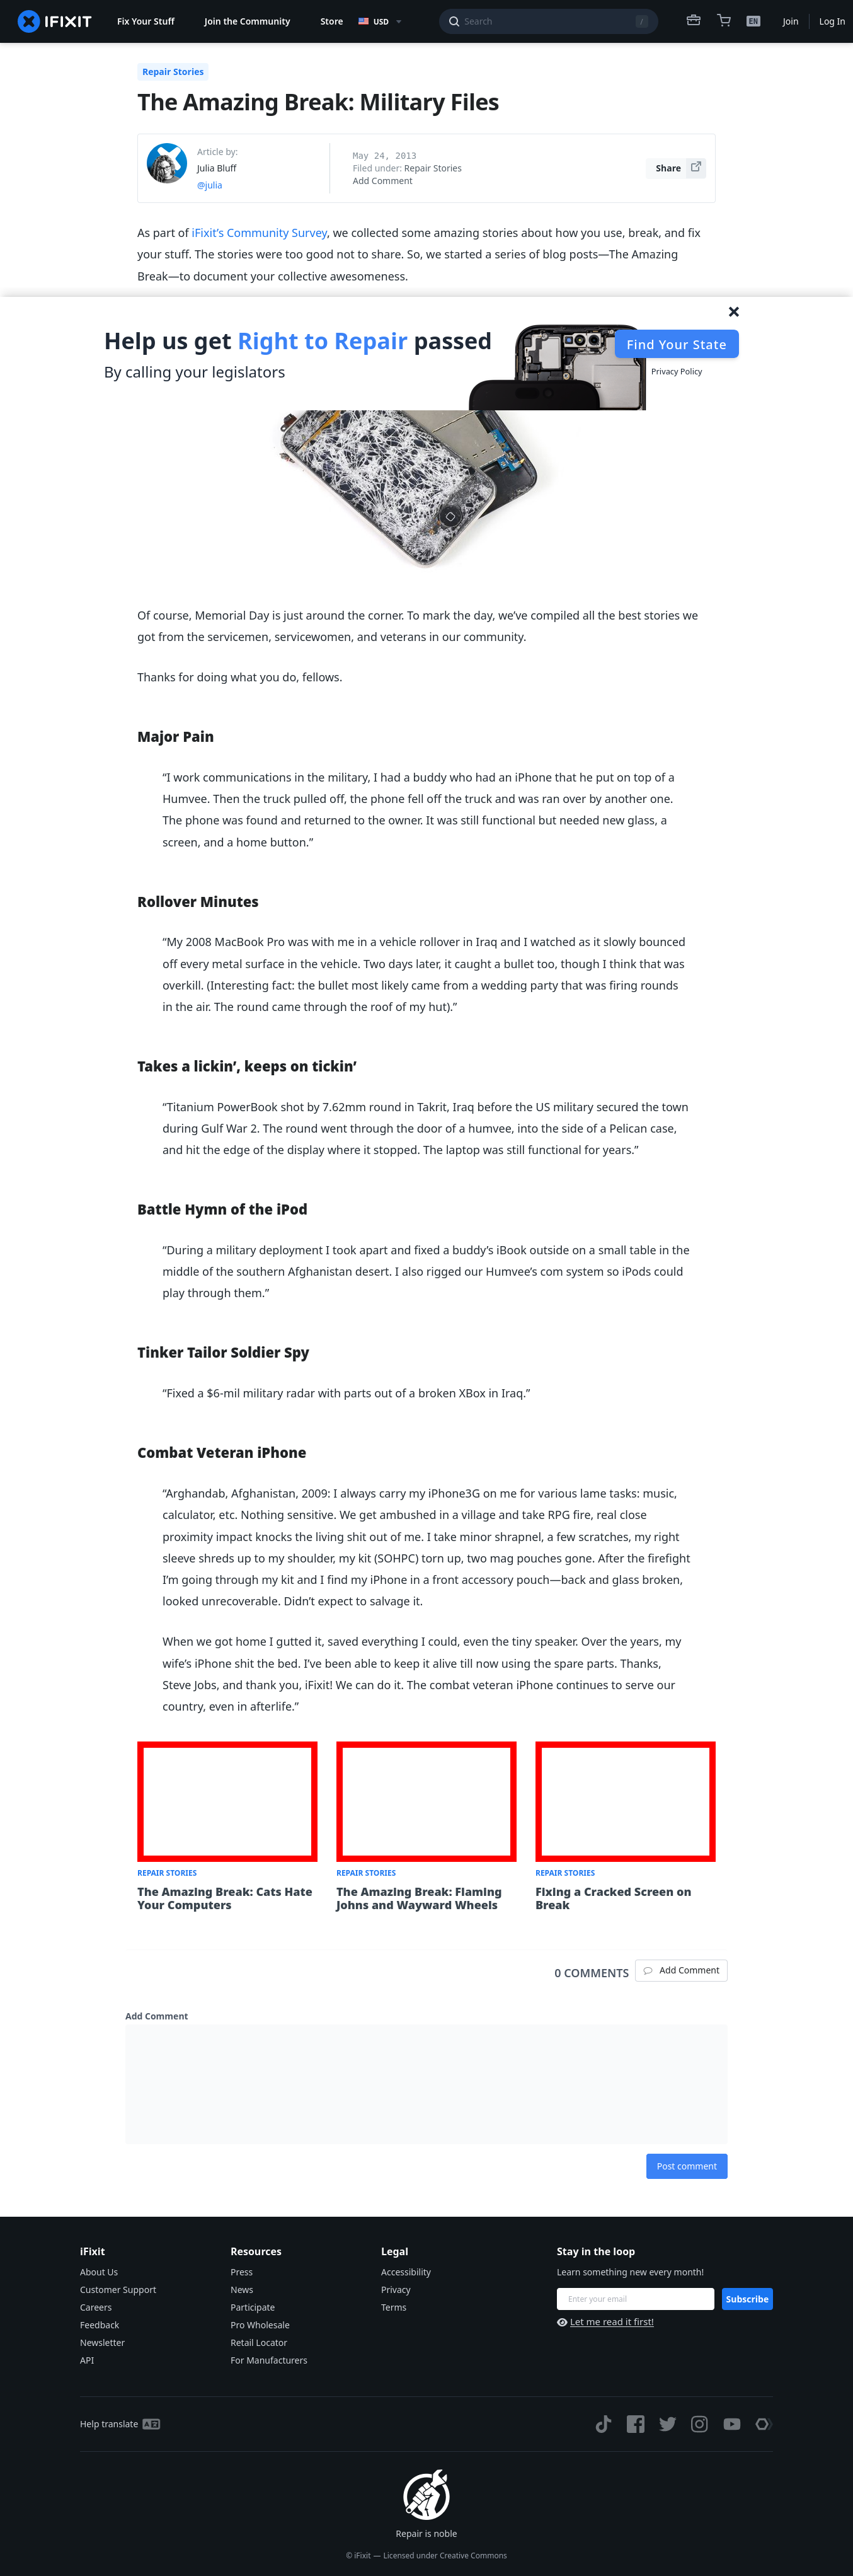 IFIXIT
Fix Your Stuff
Join the Community
Store
USD
Search
/
EN
Join
Log In
Repair Stories
The Amazing Break: Military Files
Article by:
Julia Bluff
@julia
May 24, 2013
Filed under: Repair Stories
Add Comment
Share
As part of iFixit’s Community Survey, we collected some amazing stories about how you use, break, and fix
your stuff. The stories were too good not to share. So, we started a series of blog posts—The Amazing
Break—to document your collective awesomeness.
Help us get Right to Repair passed
By calling your legislators
Find Your State
Privacy Policy
Of course, Memorial Day is just around the corner. To mark the day, we’ve compiled all the best stories we
got from the servicemen, servicewomen, and veterans in our community.
Thanks for doing what you do, fellows.
Major Pain
“I work communications in the military, I had a buddy who had an iPhone that he put on top of a
Humvee. Then the truck pulled off, the phone fell off the truck and was ran over by another one.
The phone was found and returned to the owner. It was still functional but needed new glass, a
screen, and a home button.”
Rollover Minutes
“My 2008 MacBook Pro was with me in a vehicle rollover in Iraq and I watched as it slowly bounced
off every metal surface in the vehicle. Two days later, it caught a bullet too, though I think that was
overkill. (Interesting fact: the bullet most likely came from a wedding party that was firing rounds
in the air. The round came through the roof of my hut).”
Takes a lickin’, keeps on tickin’
“Titanium PowerBook shot by 7.62mm round in Takrit, Iraq before the US military secured the town
during Gulf War 2. The round went through the door of a humvee, into the side of a Pelican case,
and hit the edge of the display where it stopped. The laptop was still functional for years.”
Battle Hymn of the iPod
“During a military deployment I took apart and fixed a buddy’s iBook outside on a small table in the
middle of the southern Afghanistan desert. I also rigged our Humvee’s com system so iPods could
play through them.”
Tinker Tailor Soldier Spy
“Fixed a $6-mil military radar with parts out of a broken XBox in Iraq.”
Combat Veteran iPhone
“Arghandab, Afghanistan, 2009: I always carry my iPhone3G on me for various lame tasks: music,
calculator, etc. Nothing sensitive. We get ambushed in a village and take RPG fire, real close
proximity impact knocks the living shit out of me. I take minor shrapnel, a few scratches, my right
sleeve shreds up to my shoulder, my kit (SOHPC) torn up, two mag pouches gone. After the firefight
I’m going through my kit and I find my iPhone in a front accessory pouch—back and glass broken,
looked unrecoverable. Didn’t expect to salvage it.
When we got home I gutted it, saved everything I could, even the tiny speaker. Over the years, my
wife’s iPhone shit the bed. I’ve been able to keep it alive till now using the spare parts. Thanks,
Steve Jobs, and thank you, iFixit! We can do it. The combat veteran iPhone continues to serve our
country, even in afterlife.”
REPAIR STORIES
The Amazing Break: Cats Hate
Your Computers
REPAIR STORIES
The Amazing Break: Flaming
Johns and Wayward Wheels
REPAIR STORIES
Fixing a Cracked Screen on
Break
0 COMMENTS
Add Comment
Add Comment
Post comment
iFixit
About Us
Customer Support
Careers
Feedback
Newsletter
API
Resources
Press
News
Participate
Pro Wholesale
Retail Locator
For Manufacturers
Legal
Accessibility
Privacy
Terms
Stay in the loop
Learn something new every month!
Enter your email
Subscribe
Let me read it first!
Help translate
Repair is noble
© iFixit — Licensed under Creative Commons